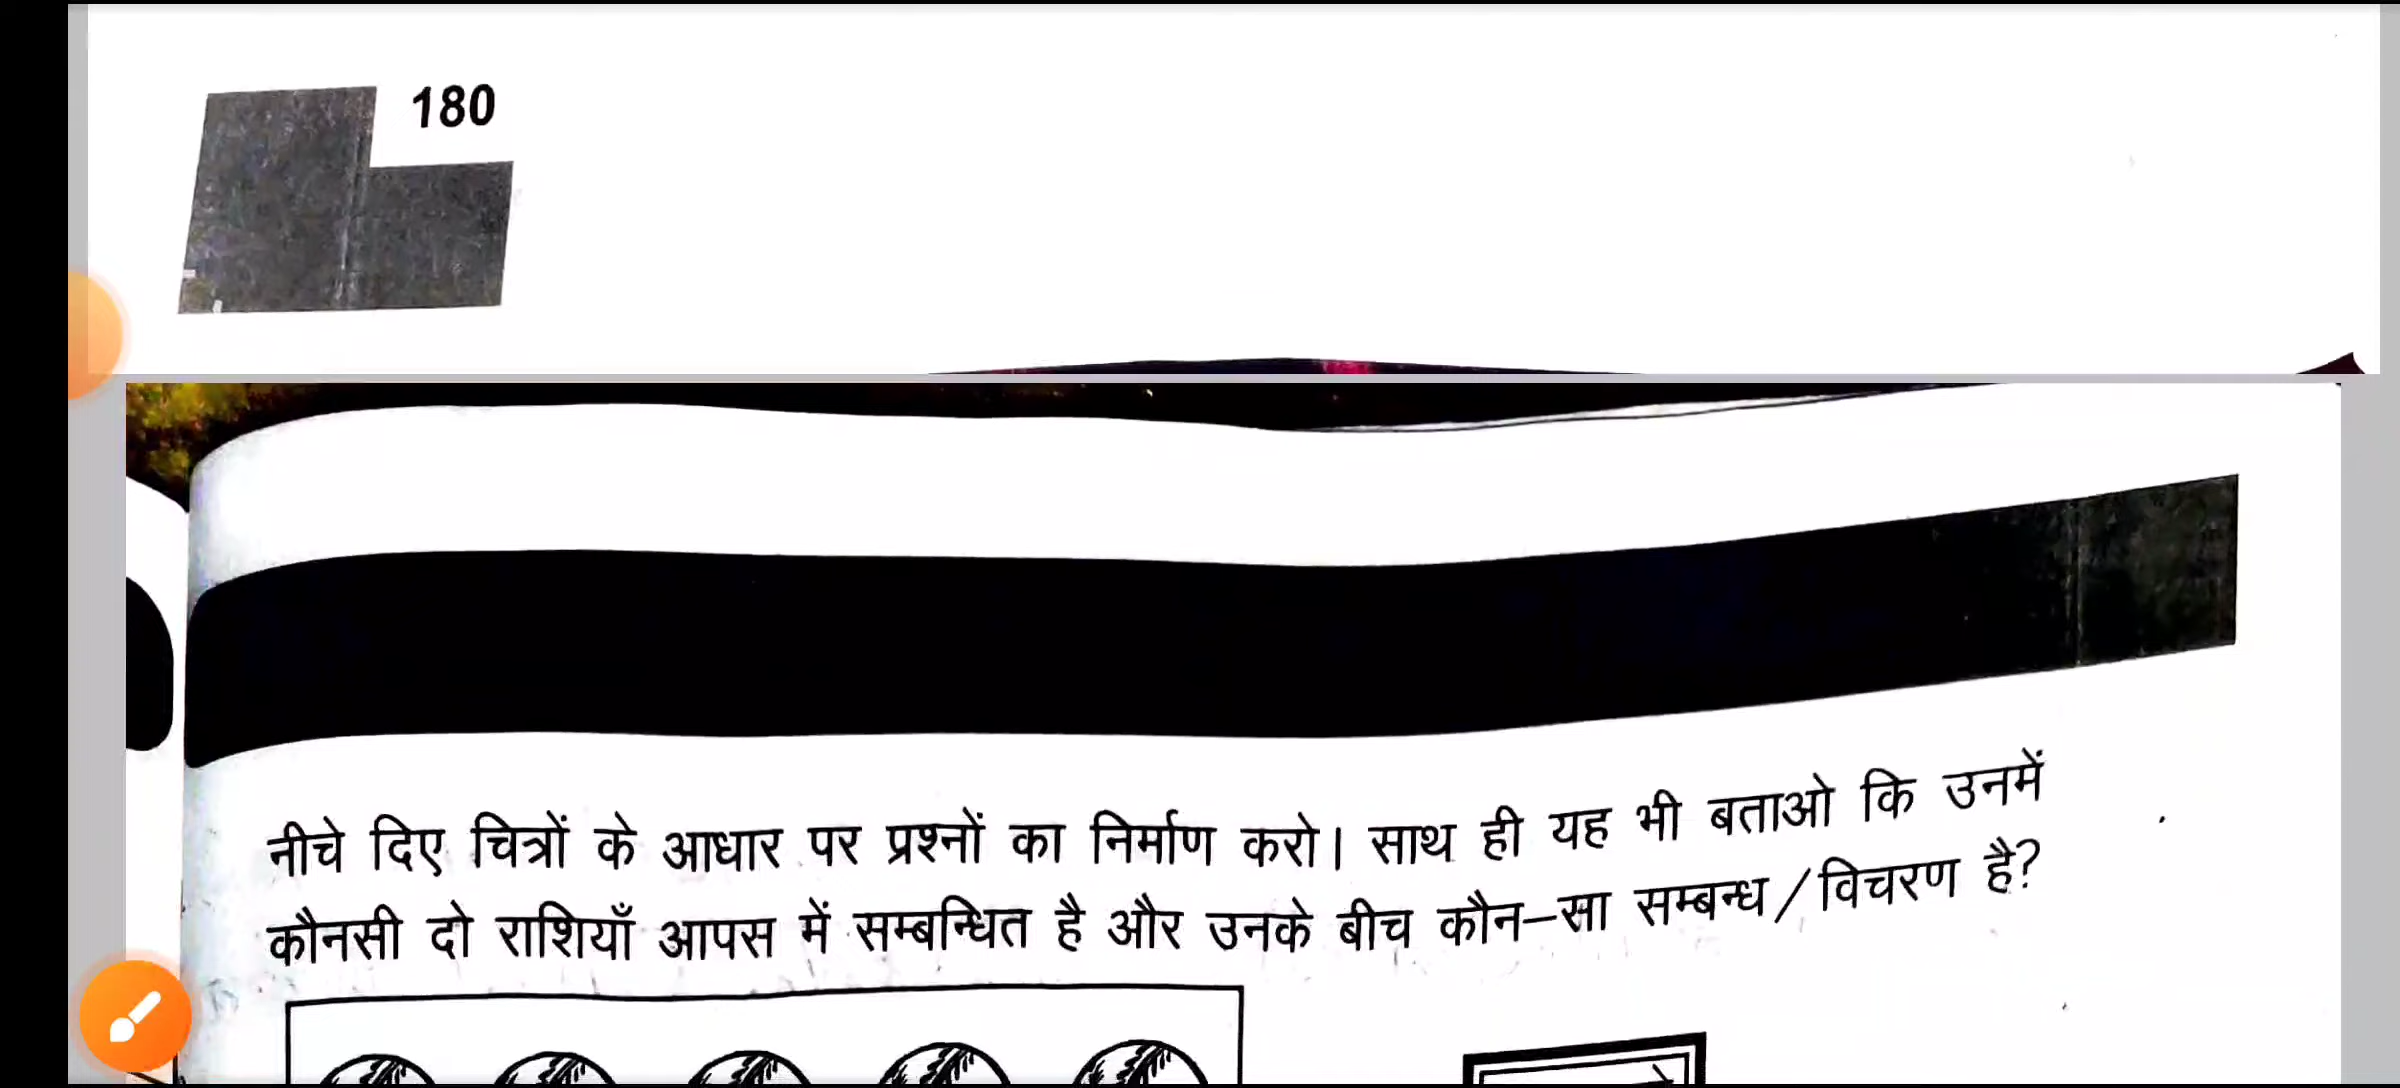 180
नीचे दिए चित्रों के आधार पर प्रश्नों का निर्माण करो। साथ ही यह भी बताओ कि उनमें
कौनसी दो राशियाँ आपस में सम्बन्धित है और उनके बीच कौन–सा सम्बन्ध/विचरण है?